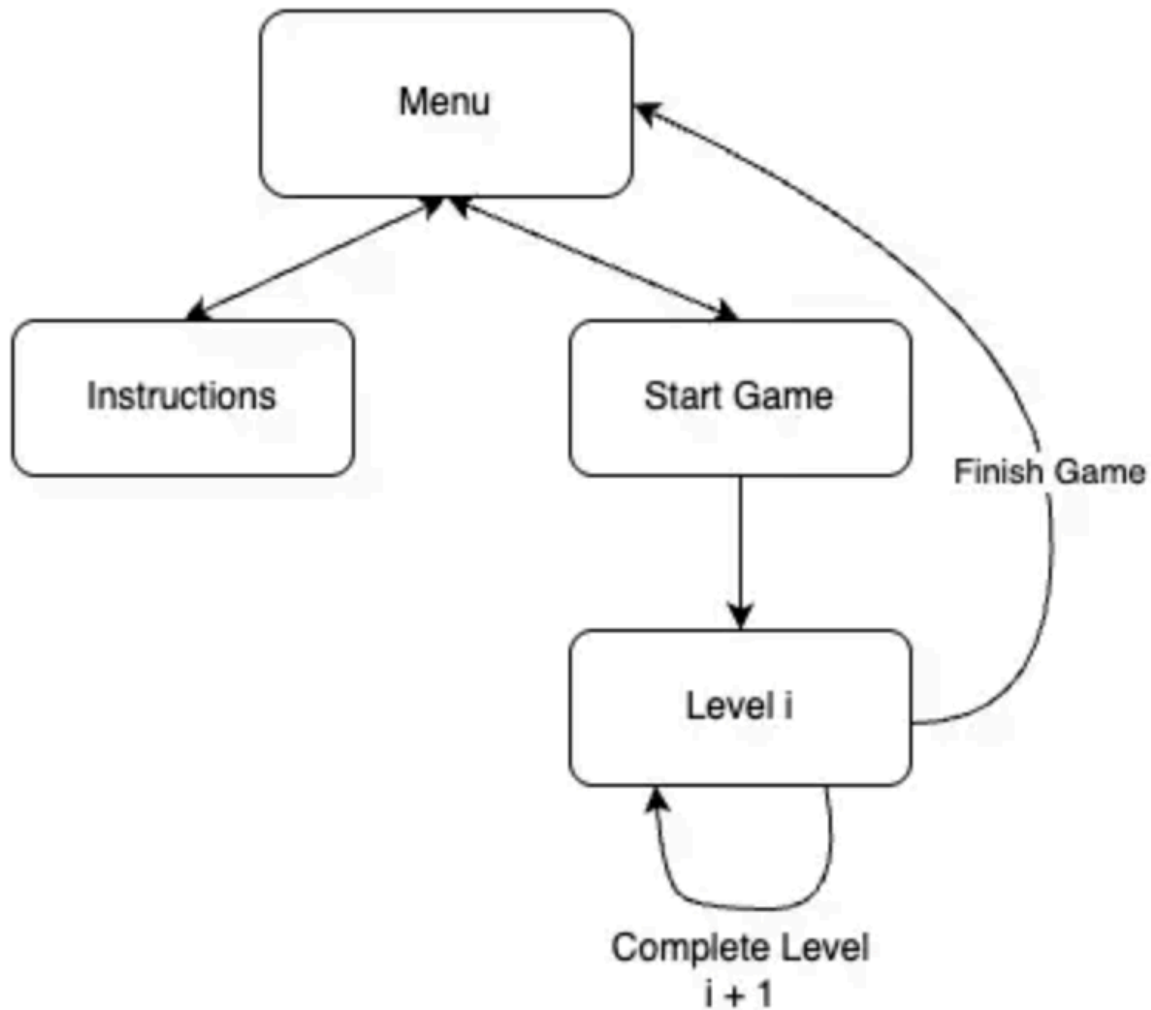 Menu
Instructions
Start Game
Finish Game
Level i
Complete Level
i + 1